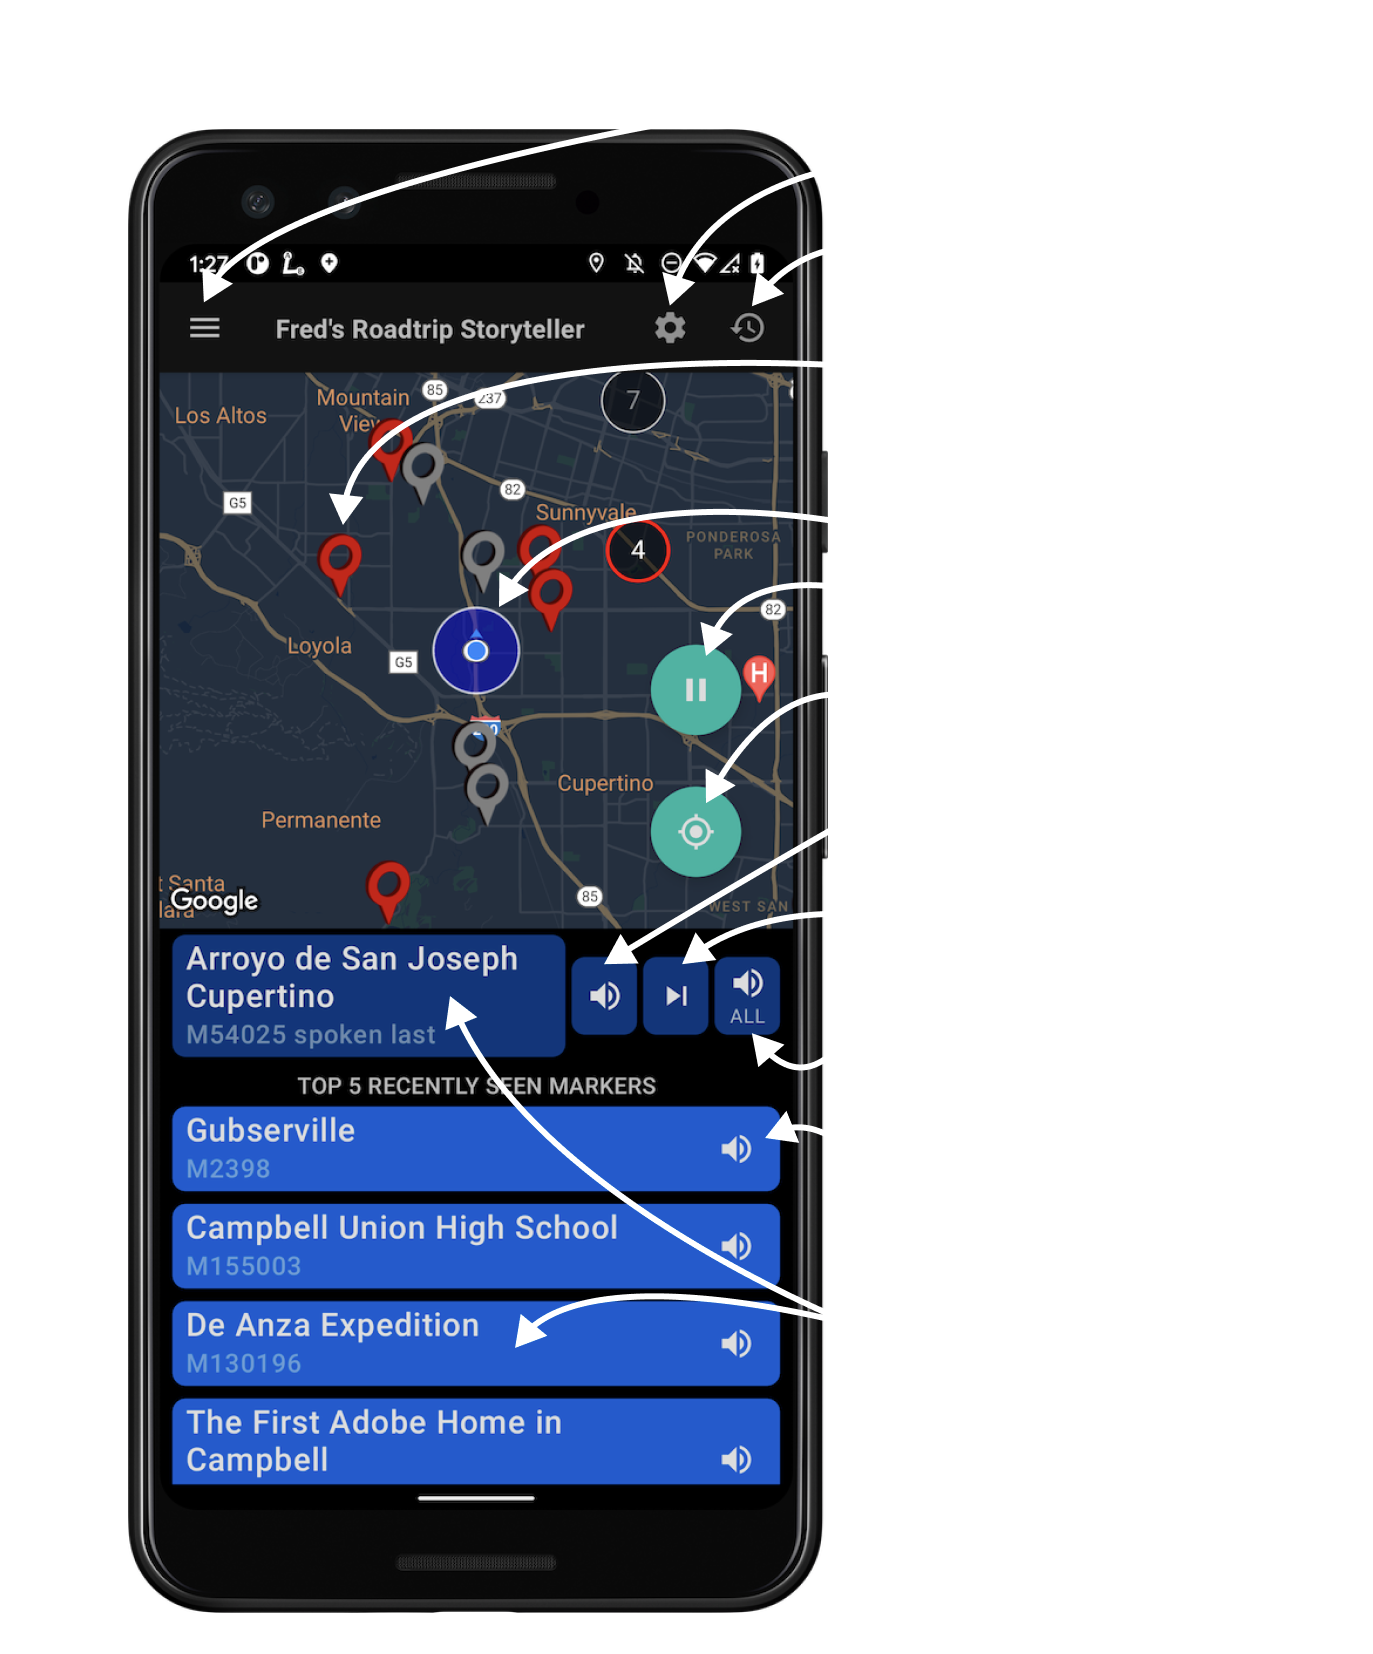 1:27
Fred's Roadtrip Storyteller
Mountain
View
85
237
7
Los Altos
G5
82
Sunnyvale
4
PONDEROSA
PARK
82
Loyola
G5
H
Cupertino
Permanente
t Santa
lara
Google
85
WEST SAN
Arroyo de San Joseph
Cupertino
M54025 spoken last
ALL
TOP 5 RECENTLY SEEN MARKERS
Gubserville
M2398
Campbell Union High School
M155003
De Anza Expedition
M130196
The First Adobe Home in
Campbell